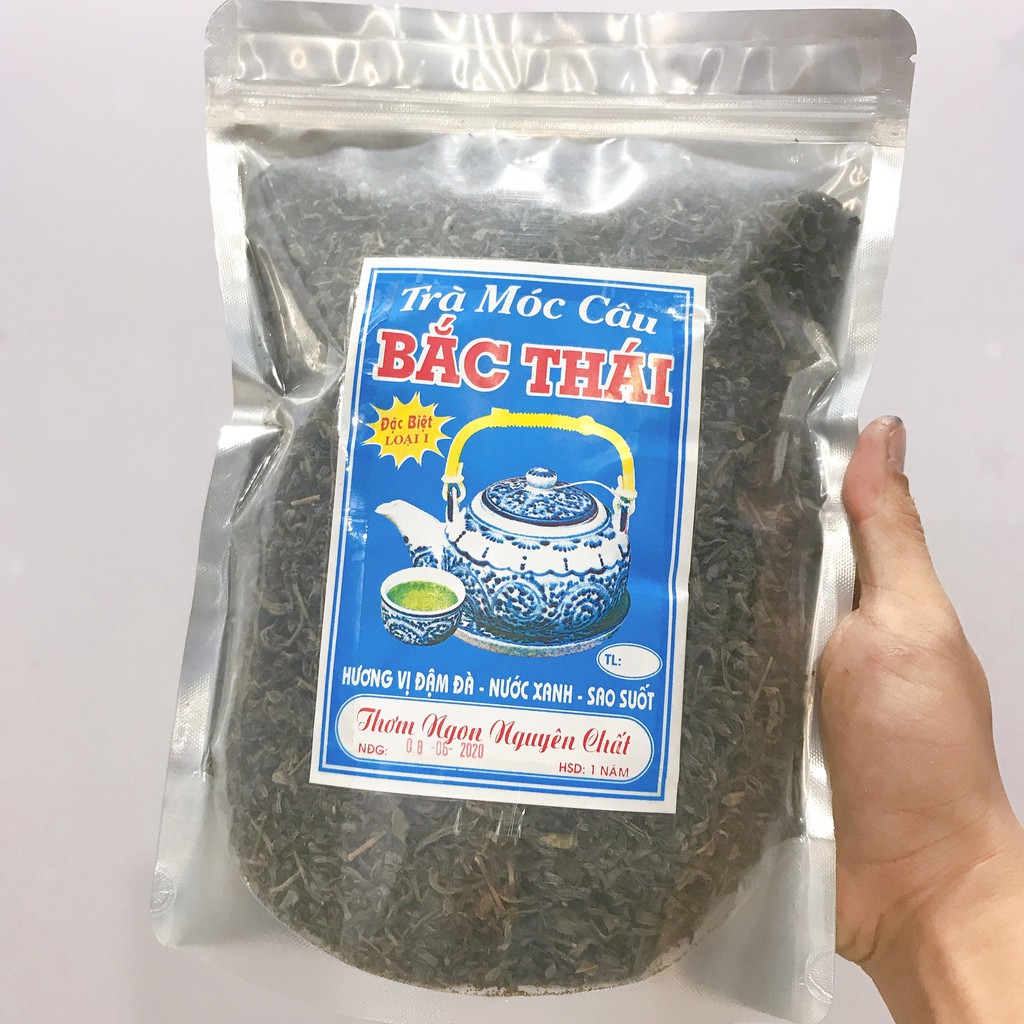 Trà Móc Câu
BẮC THÁI
Đặc Biệt
LOẠI I
TL:
HƯƠNG VỊ ĐẬM ĐÀ - NƯỚC XANH - SAO SUỐT
Thơm Ngon Nguyên Chất
NĐG: 08-06-2020
HSD: 1 NĂM